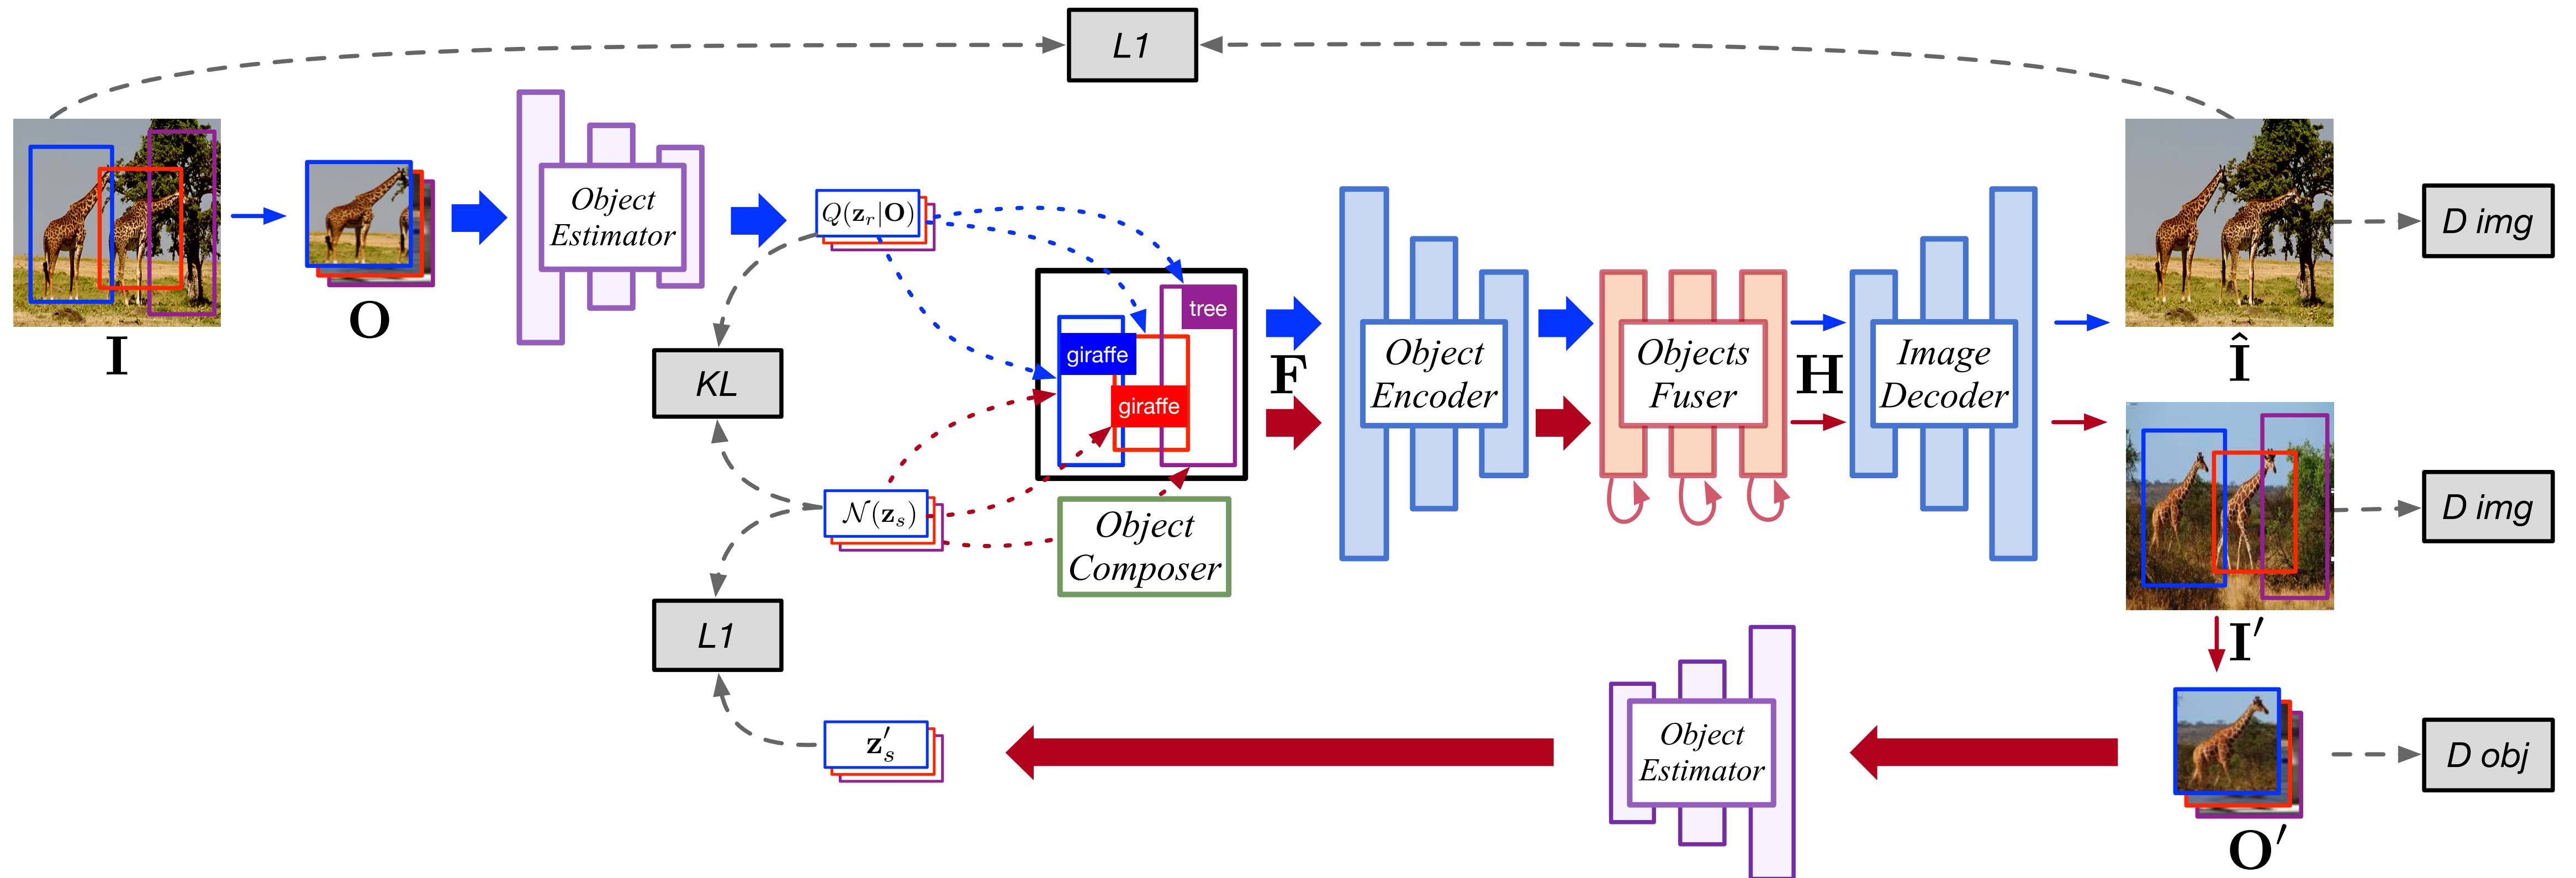 L1
I
O
Object
Estimator
Q(z_r|O)
KL
giraffe
tree
giraffe
F
Object
Encoder
Objects
Fuser
H
Image
Decoder
Î
D img
N(z_s)
Object
Composer
D img
I′
L1
z′_s
Object
Estimator
O′
D obj